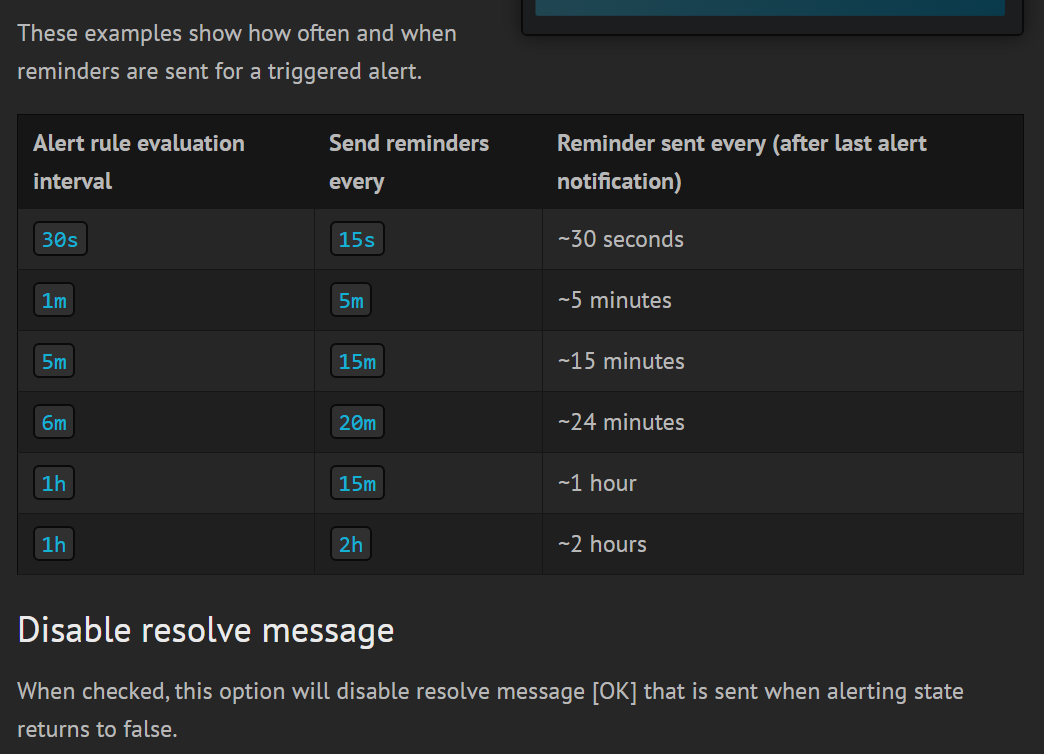 These examples show how often and when
reminders are sent for a triggered alert.
Alert rule evaluation interval Send reminders every Reminder sent every (after last alert notification)
30s 15s ~30 seconds
1m 5m ~5 minutes
5m 15m ~15 minutes
6m 20m ~24 minutes
1h 15m ~1 hour
1h 2h ~2 hours
Disable resolve message
When checked, this option will disable resolve message [OK] that is sent when alerting state
returns to false.